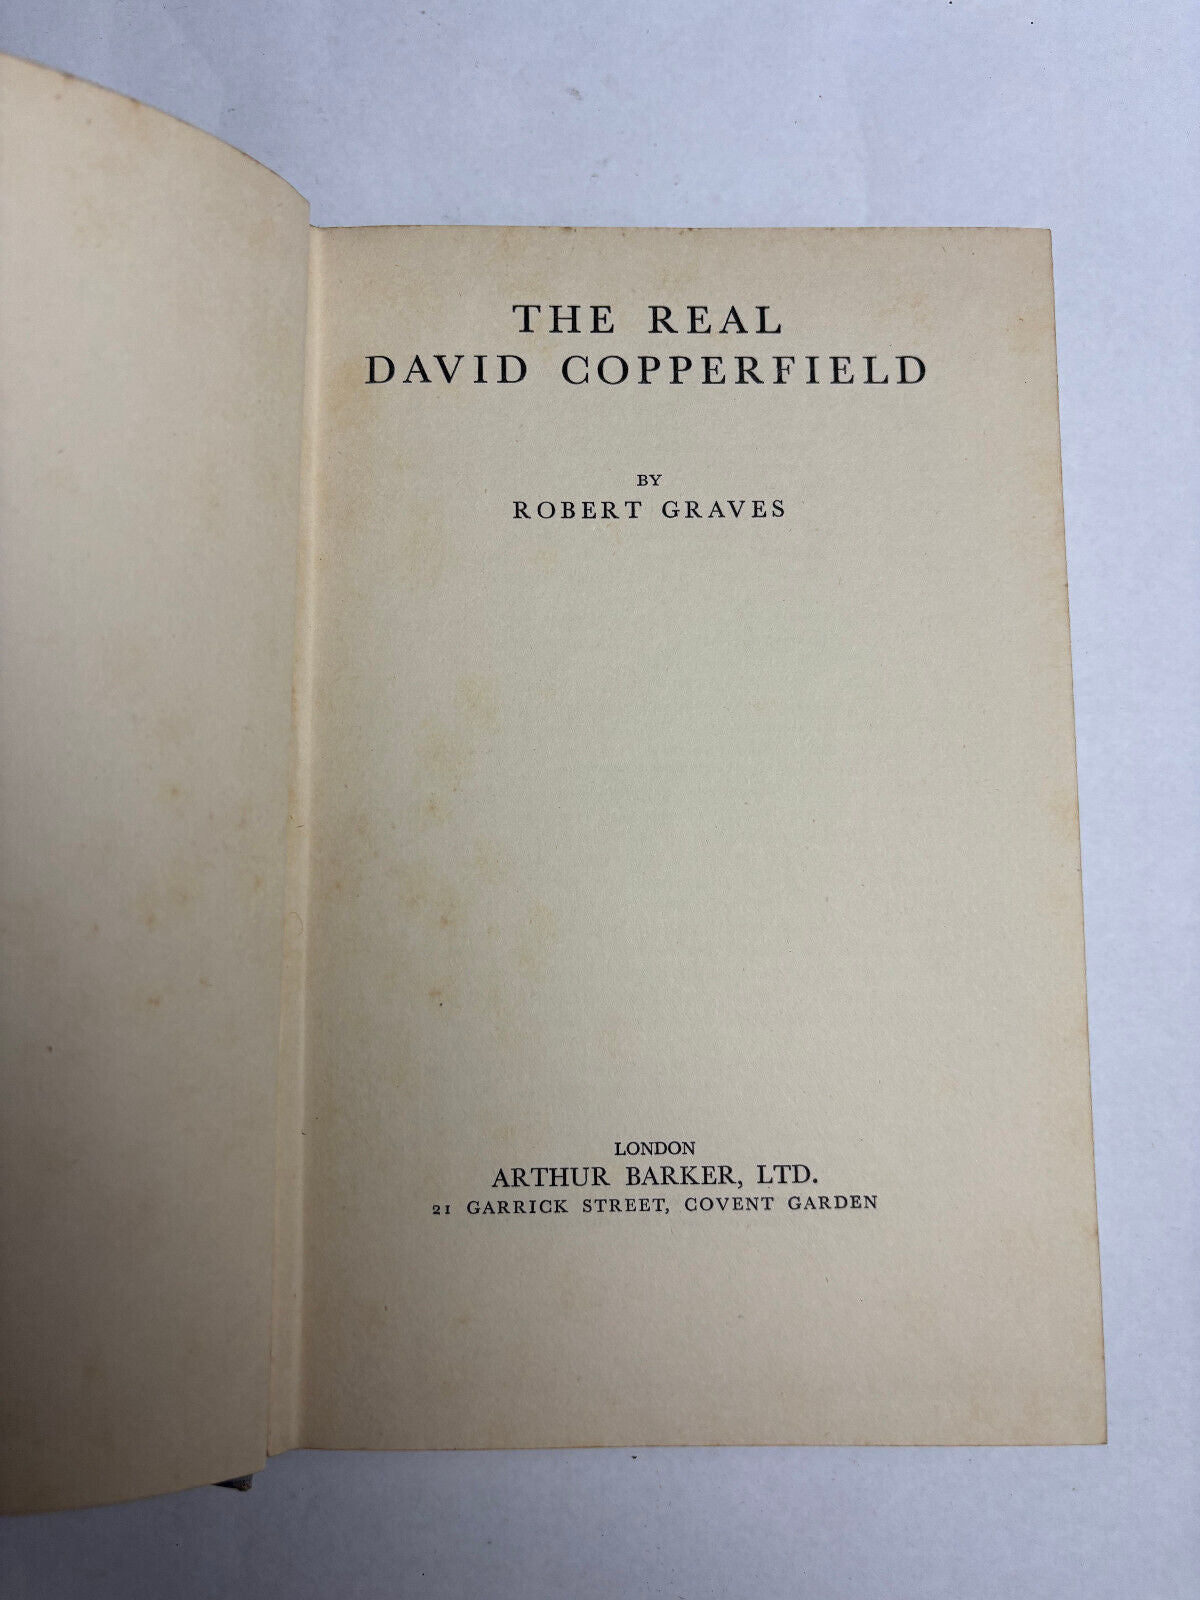 THE REAL
DAVID COPPERFIELD
BY
ROBERT GRAVES
LONDON
ARTHUR BARKER, LTD.
21 GARRICK STREET, COVENT GARDEN